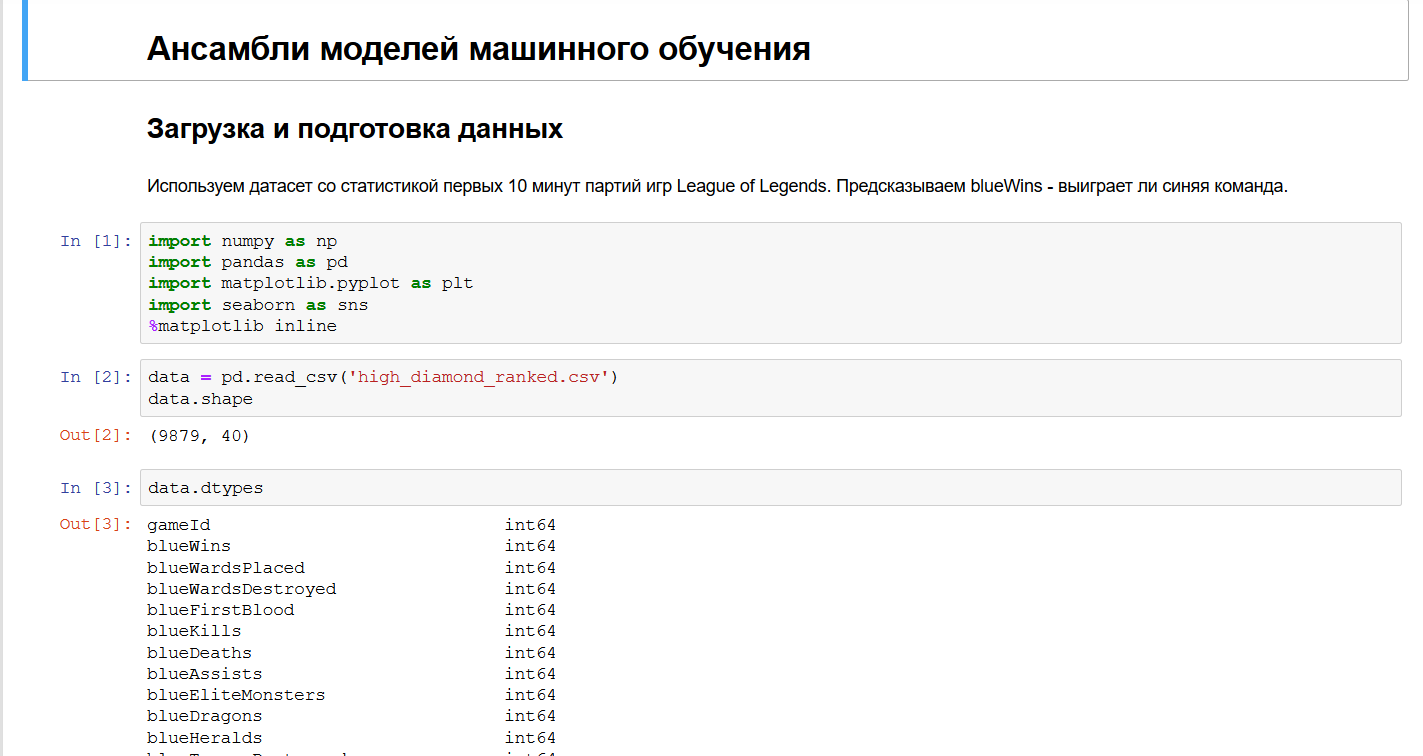 Ансамбли моделей машинного обучения
Загрузка и подготовка данных
Используем датасет со статистикой первых 10 минут партий игр League of Legends. Предсказываем blueWins - выиграет ли синяя команда.
In [1]: import numpy as np
import pandas as pd
import matplotlib.pyplot as plt
import seaborn as sns
%matplotlib inline
In [2]: data = pd.read_csv('high_diamond_ranked.csv')
data.shape
Out[2]: (9879, 40)
In [3]: data.dtypes
Out[3]: gameId int64
blueWins int64
blueWardsPlaced int64
blueWardsDestroyed int64
blueFirstBlood int64
blueKills int64
blueDeaths int64
blueAssists int64
blueEliteMonsters int64
blueDragons int64
blueHeralds int64